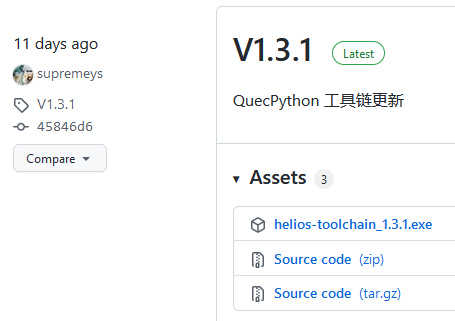 11 days ago
supremeys
V1.3.1
45846d6
Compare
V1.3.1 Latest
QuecPython 工具链更新
Assets 3
helios-toolchain_1.3.1.exe
Source code (zip)
Source code (tar.gz)